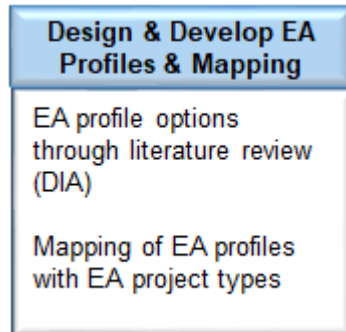 Design & Develop EA
Profiles & Mapping
EA profile options
through literature review
(DIA)
Mapping of EA profiles
with EA project types